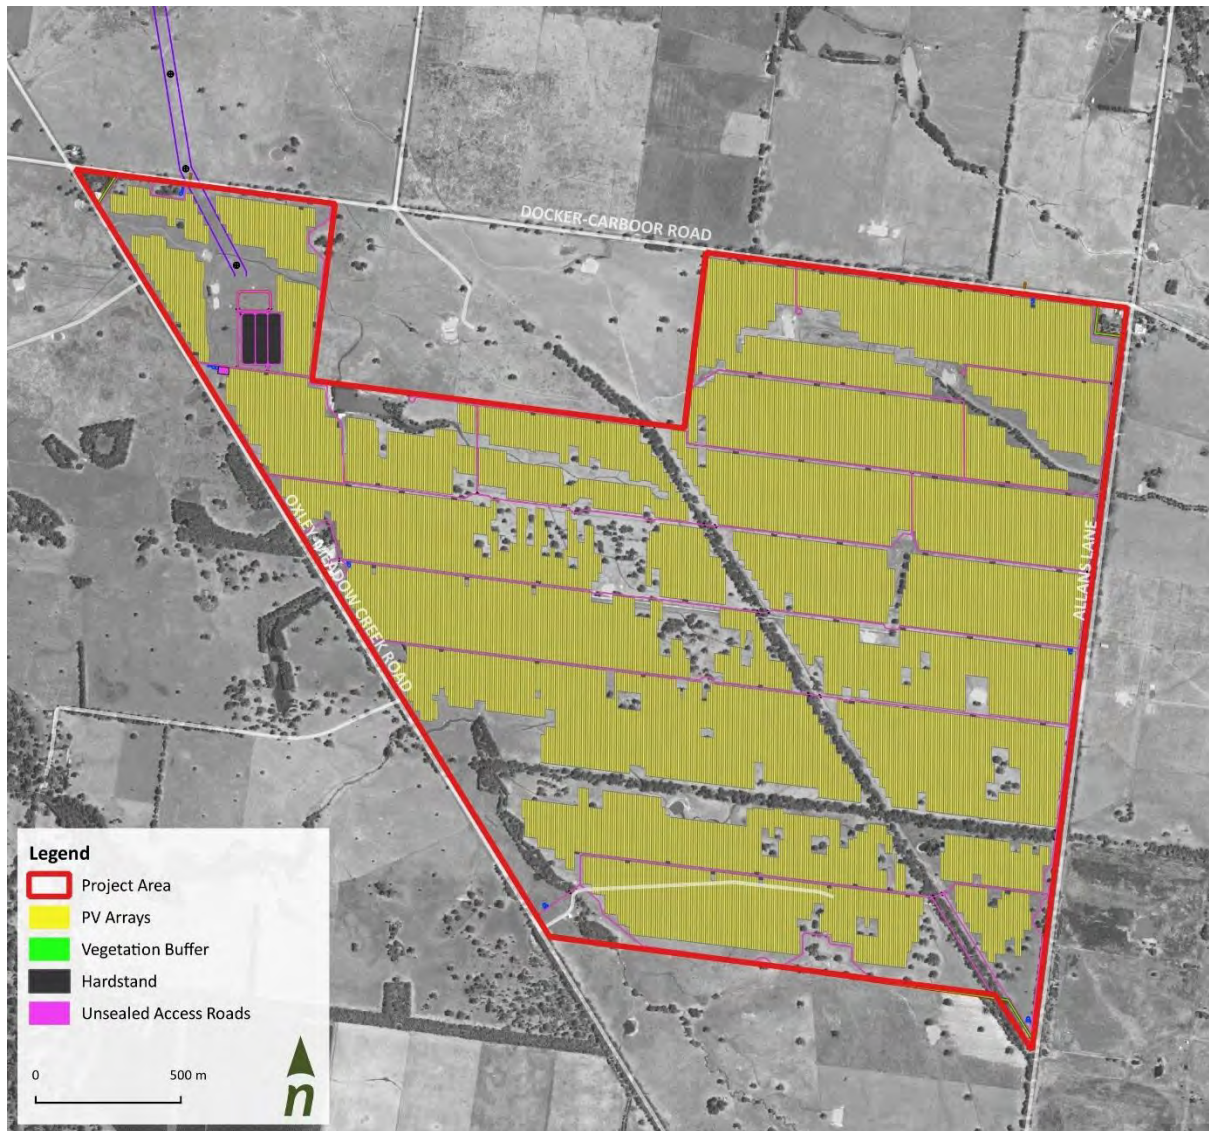 DOCKER-CARBOOR ROAD
OXLEY-MEADOW CREEK ROAD
ALLANS LANE
Legend
Project Area
PV Arrays
Vegetation Buffer
Hardstand
Unsealed Access Roads
0 500 m
n